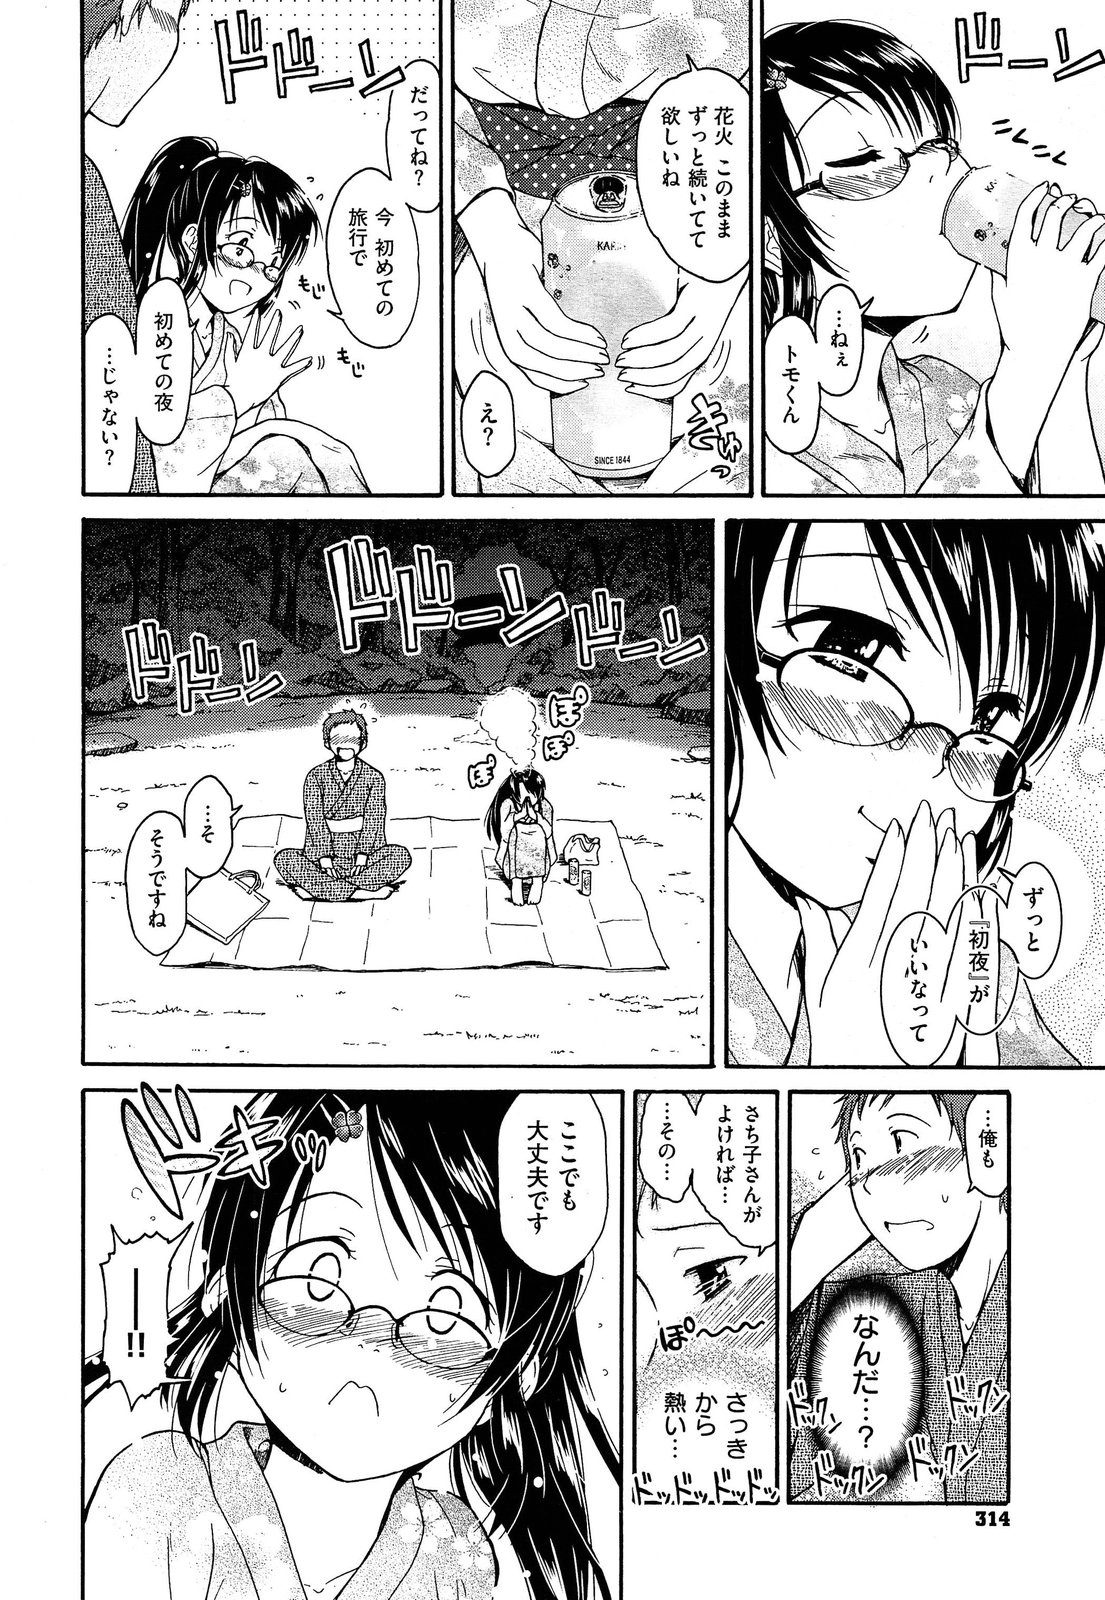 …ねぇ
トモくん
KAR
花火 このまま
ずっと続いてて
欲しいね
え?
きゅっ
KAR
SINCE 1844
ドドーン
だってね?
今 初めての
旅行で
もじ
もじ
初めての夜
…じゃない?
ドドーン
ずっと
『初夜』が
いいなって
ドドーン
ドドーン
ドーン
ぽ
ぽ
ぽ
ぽ
…そ
そうですね
…俺も
なんだ…?
ドックン
ドックン
ドックン
ドックン
さち子さんが
よければ…
…その…
ぽ〜〜
さっき
から
熱い…
ドッドッドッドッ
ここでも
大丈夫です
ドキッ
――!!
314